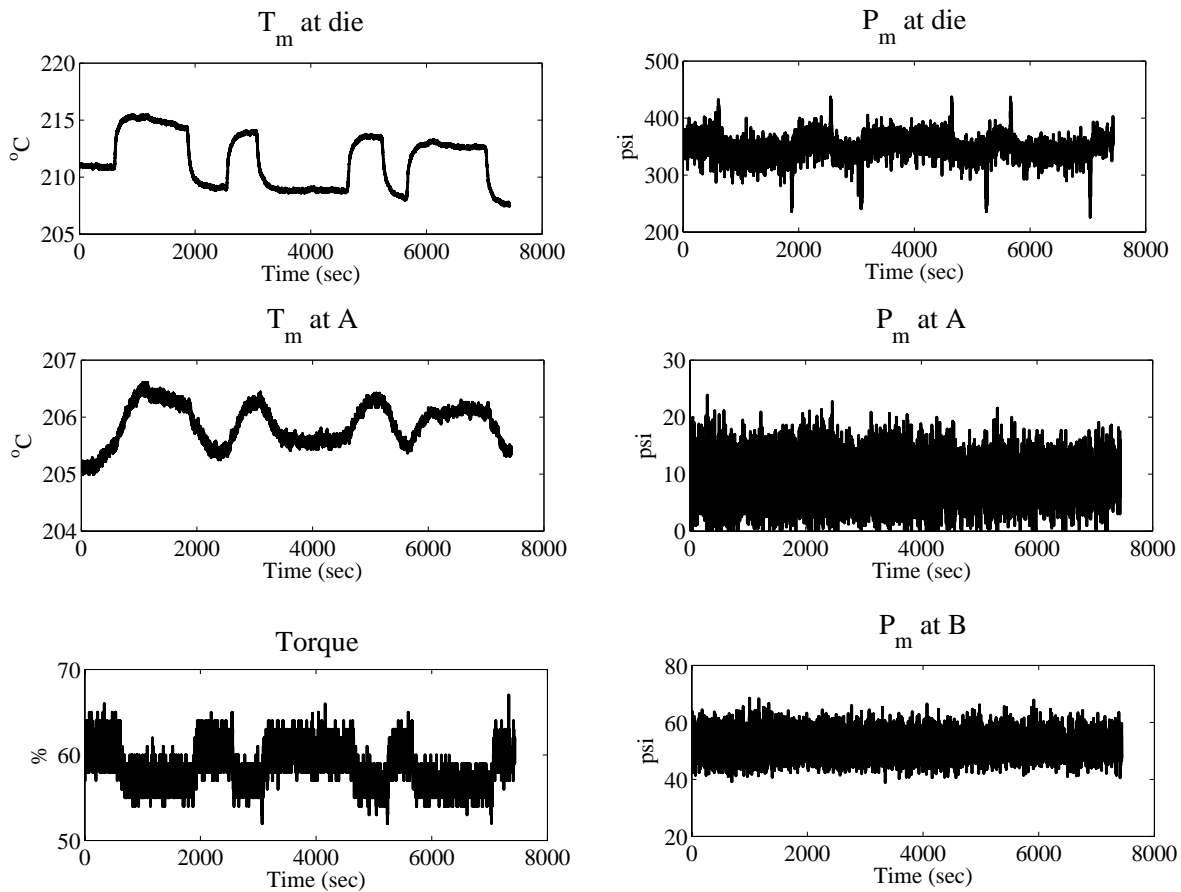 T_m at die
220
215
210
205
°C
0 2000 4000 6000 8000
Time (sec)
P_m at die
500
400
300
200
psi
0 2000 4000 6000 8000
Time (sec)
T_m at A
207
206
205
204
°C
0 2000 4000 6000 8000
Time (sec)
P_m at A
30
20
10
0
psi
0 2000 4000 6000 8000
Time (sec)
Torque
70
60
50
%
0 2000 4000 6000 8000
Time (sec)
P_m at B
80
60
40
20
psi
0 2000 4000 6000 8000
Time (sec)